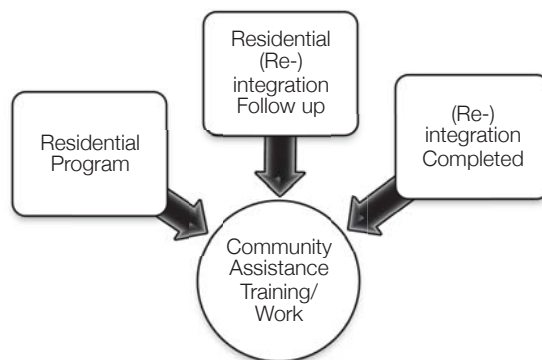 Residential
(Re-)
integration
Follow up
Residential
Program
(Re-)
integration
Completed
Community
Assistance
Training/
Work